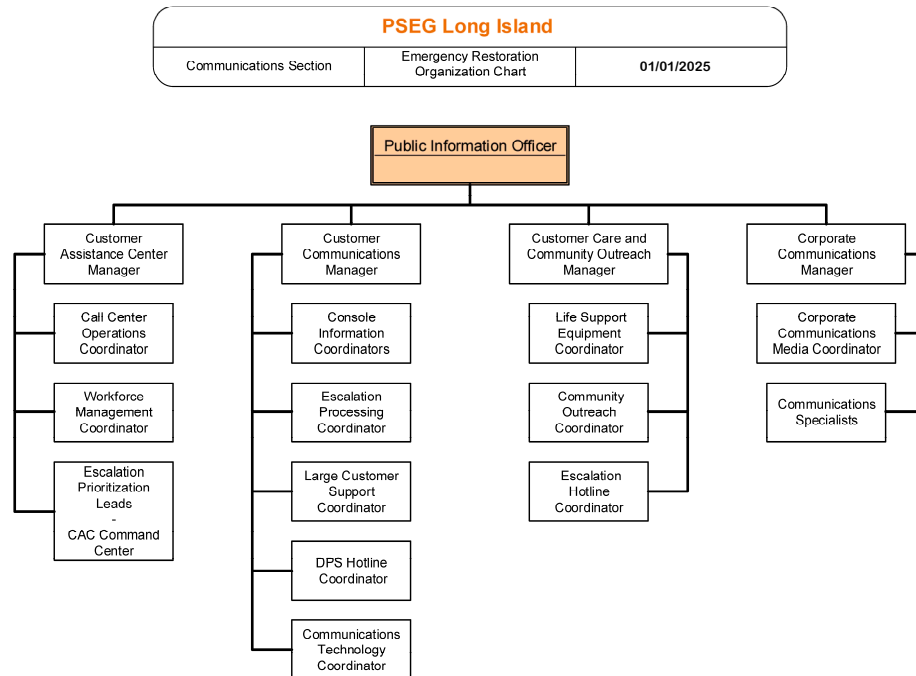 PSEG Long Island
Communications Section
Emergency Restoration
Organization Chart
01/01/2025
Public Information Officer
Customer
Assistance Center
Manager
Customer
Communications
Manager
Customer Care and
Community Outreach
Manager
Corporate
Communications
Manager
Call Center
Operations
Coordinator
Console
Information
Coordinators
Life Support
Equipment
Coordinator
Corporate
Communications
Media Coordinator
Workforce
Management
Coordinator
Escalation
Processing
Coordinator
Community
Outreach
Coordinator
Communications
Specialists
Escalation
Prioritization
Leads
-
CAC Command
Center
Large Customer
Support
Coordinator
Escalation
Hotline
Coordinator
DPS Hotline
Coordinator
Communications
Technology
Coordinator